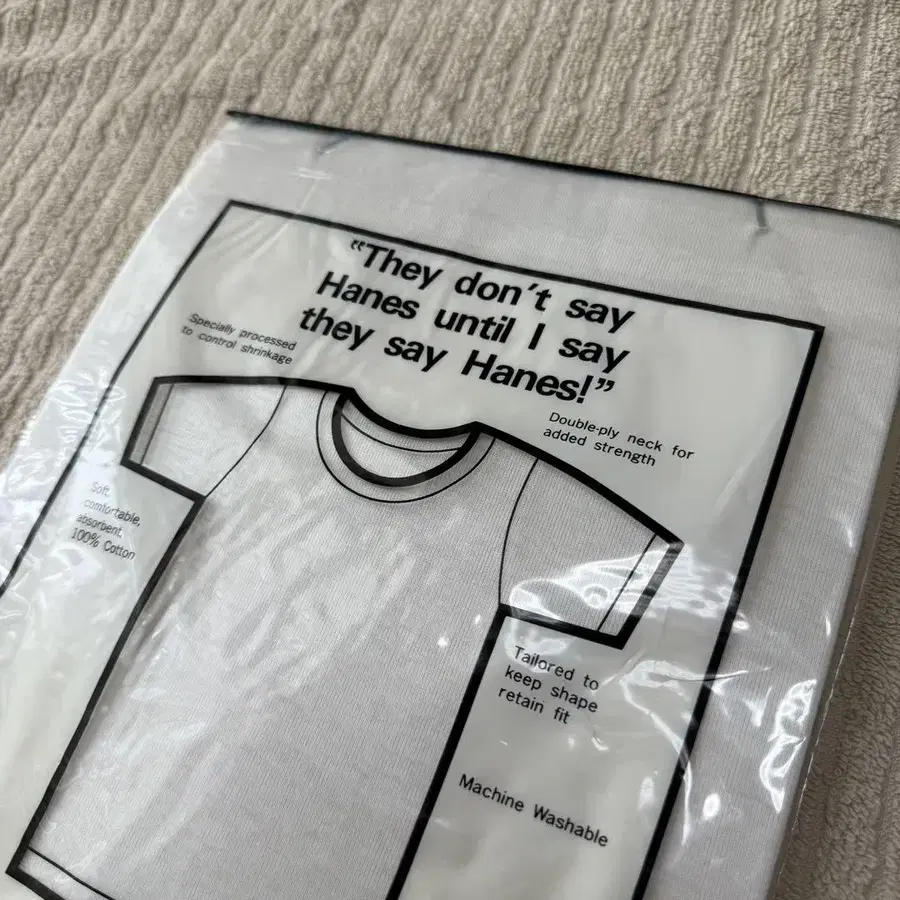 “They don’t say
Hanes until I say
they say Hanes!”
Specially processed
to control shrinkage
Double-ply neck for
added strength
Soft,
comfortable,
absorbent,
100% Cotton
Tailored to
keep shape
retain fit
Machine Washable